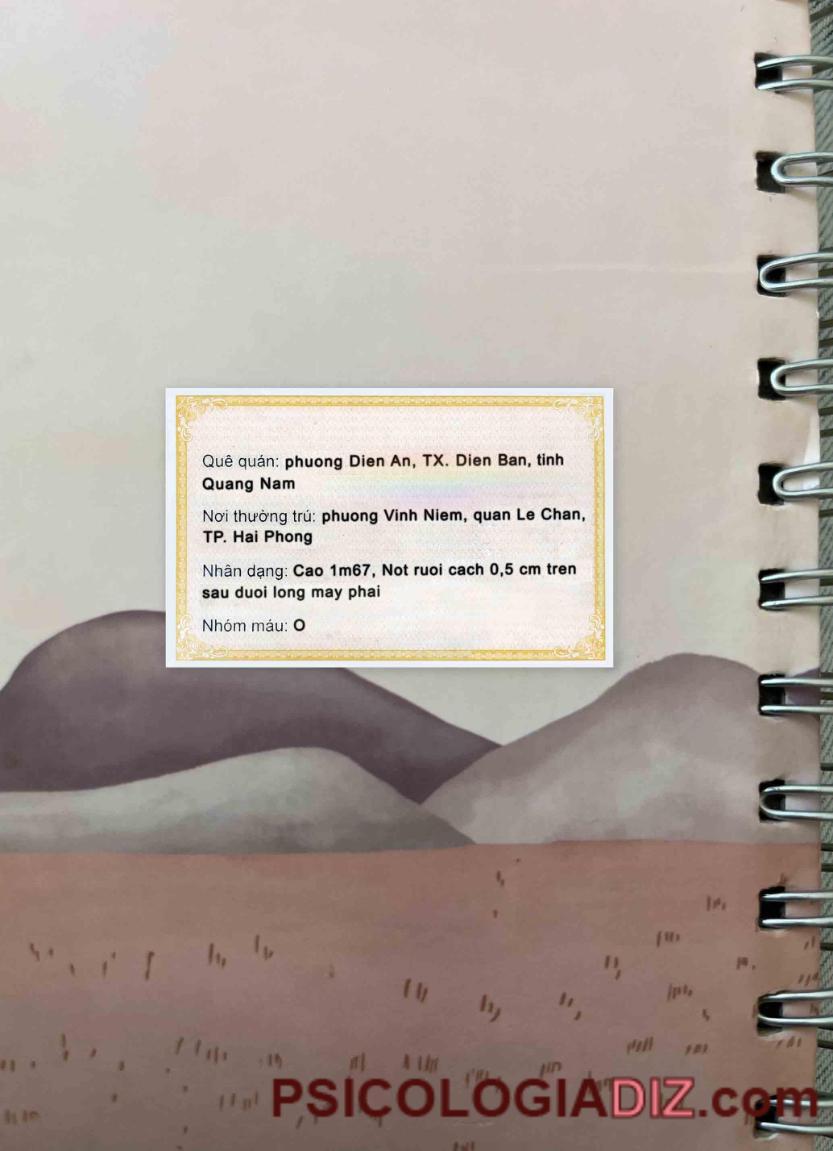 Quê quán: phuong Dien An, TX. Dien Ban, tinh
Quang Nam
Nơi thường trú: phuong Vinh Niem, quan Le Chan,
TP. Hai Phong
Nhân dạng: Cao 1m67, Not ruoi cach 0,5 cm tren
sau duoi long may phai
Nhóm máu: O
PSICOLOGIADIZ.com